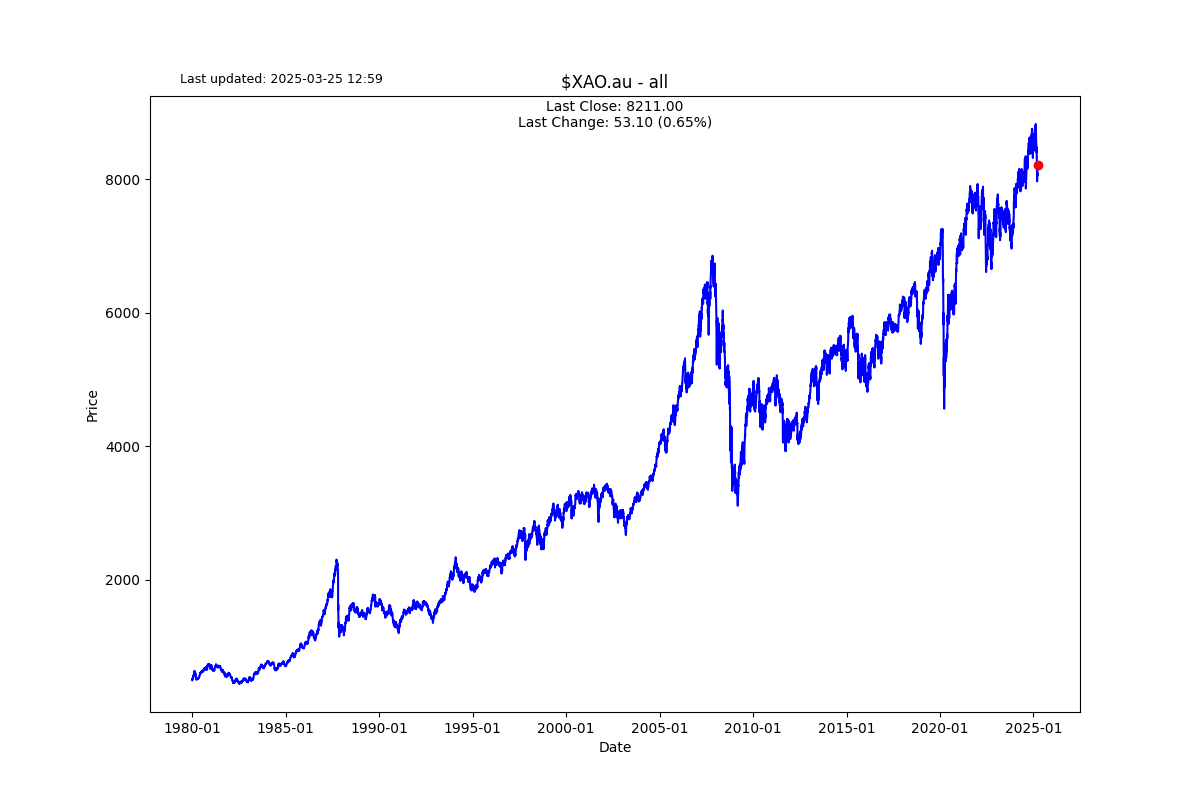 Last updated: 2025-03-25 12:59
$XAO.au - all
Last Close: 8211.00
Last Change: 53.10 (0.65%)
8000
6000
4000
2000
Price
1980-01 1985-01 1990-01 1995-01 2000-01 2005-01 2010-01 2015-01 2020-01 2025-01
Date